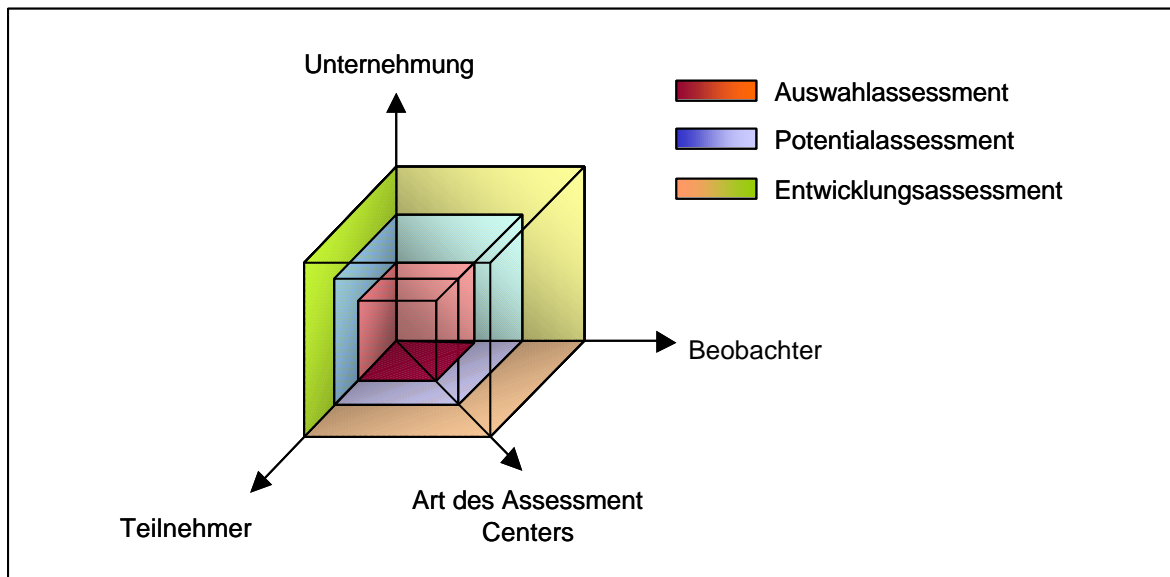 Unternehmung
Auswahlassessment
Potentialassessment
Entwicklungsassessment
Beobachter
Art des Assessment
Centers
Teilnehmer